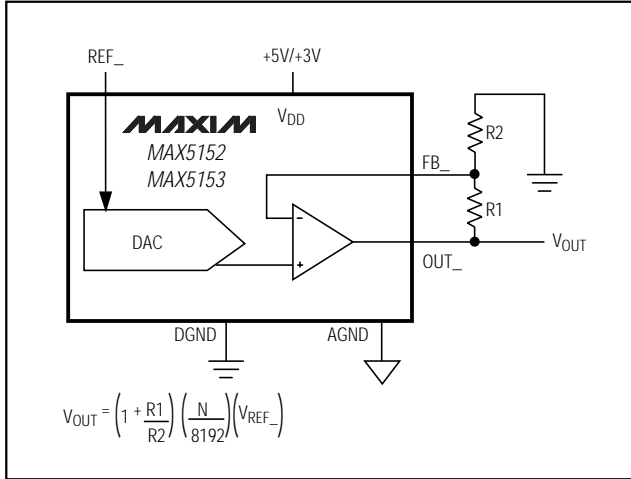 REF_
+5V/+3V
MAXIM
VDD
MAX5152
MAX5153
FB_
R2
R1
DAC
-
+
OUT_
VOUT
DGND
AGND
VOUT = (1 + R1/R2) (N/8192) (VREF_)